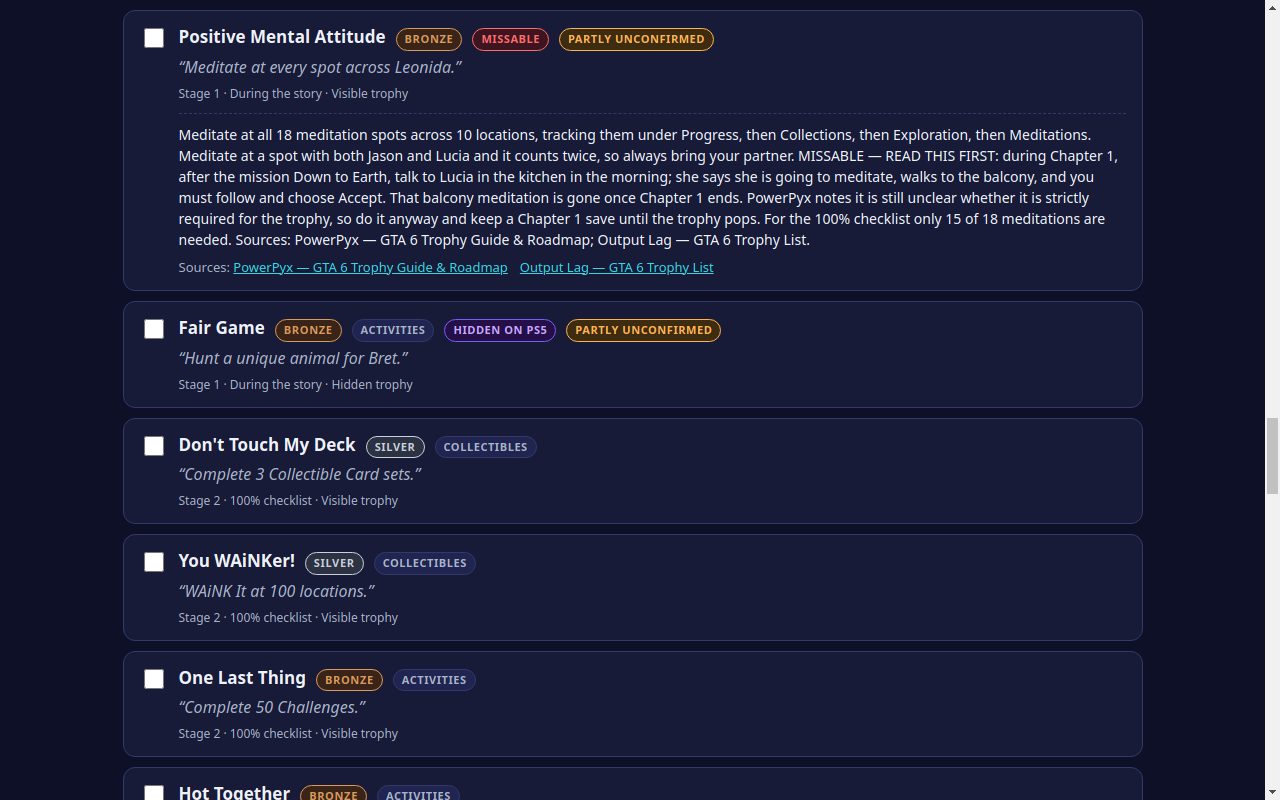 Positive Mental Attitude BRONZE MISSABLE PARTLY UNCONFIRMED
“Meditate at every spot across Leonida.”
Stage 1 · During the story · Visible trophy
Meditate at all 18 meditation spots across 10 locations, tracking them under Progress, then Collections, then Exploration, then Meditations.
Meditate at a spot with both Jason and Lucia and it counts twice, so always bring your partner. MISSABLE — READ THIS FIRST: during Chapter 1,
after the mission Down to Earth, talk to Lucia in the kitchen in the morning; she says she is going to meditate, walks to the balcony, and you
must follow and choose Accept. That balcony meditation is gone once Chapter 1 ends. PowerPyx notes it is still unclear whether it is strictly
required for the trophy, so do it anyway and keep a Chapter 1 save until the trophy pops. For the 100% checklist only 15 of 18 meditations are
needed. Sources: PowerPyx — GTA 6 Trophy Guide & Roadmap; Output Lag — GTA 6 Trophy List.
Sources: PowerPyx — GTA 6 Trophy Guide & Roadmap Output Lag — GTA 6 Trophy List
Fair Game BRONZE ACTIVITIES HIDDEN ON PS5 PARTLY UNCONFIRMED
“Hunt a unique animal for Bret.”
Stage 1 · During the story · Hidden trophy
Don't Touch My Deck SILVER COLLECTIBLES
“Complete 3 Collectible Card sets.”
Stage 2 · 100% checklist · Visible trophy
You WAiNKer! SILVER COLLECTIBLES
“WAiNK It at 100 locations.”
Stage 2 · 100% checklist · Visible trophy
One Last Thing BRONZE ACTIVITIES
“Complete 50 Challenges.”
Stage 2 · 100% checklist · Visible trophy
Hot Together BRONZE ACTIVITIES